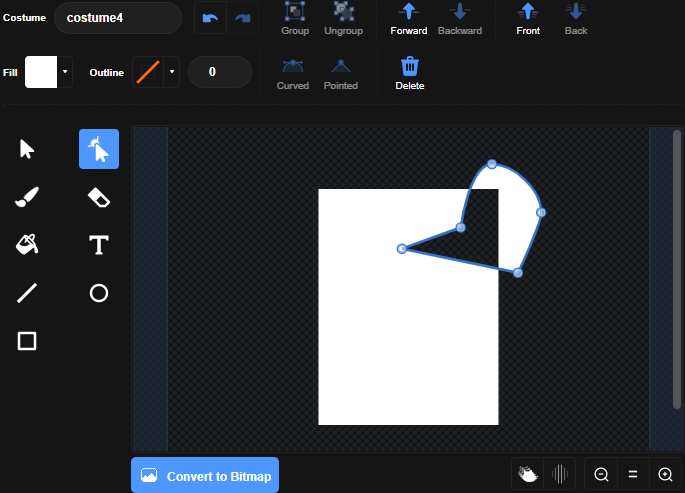 Costume costume4
Group Ungroup Forward Backward Front Back
Fill Outline 0
Curved Pointed Delete
T
Convert to Bitmap